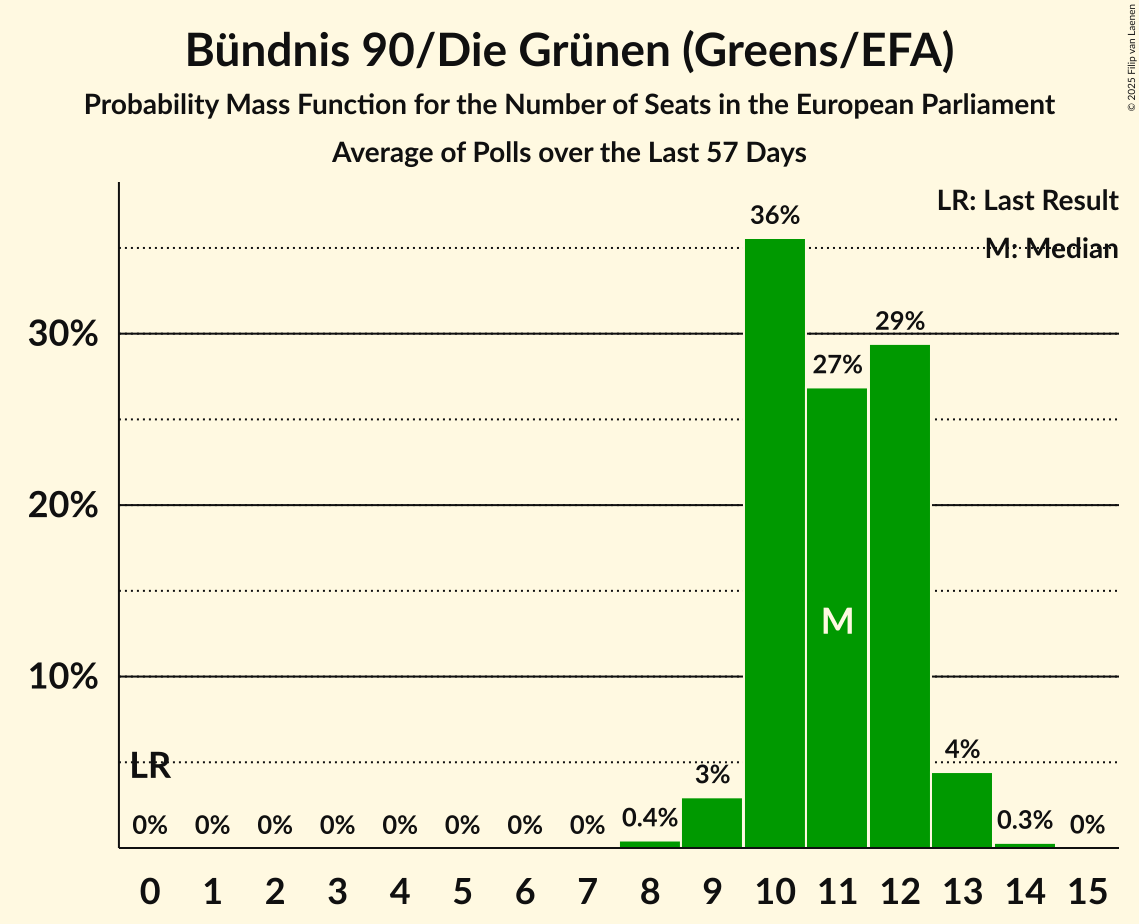 Bündnis 90/Die Grünen (Greens/EFA)
Probability Mass Function for the Number of Seats in the European Parliament
Average of Polls over the Last 57 Days
© 2025 Filip van Laenen
LR: Last Result
M: Median
36%
30%
29%
27%
20%
M
10%
LR
4%
3%
0% 0% 0% 0% 0% 0% 0% 0% 0.4% 0.3% 0%
0 1 2 3 4 5 6 7 8 9 10 11 12 13 14 15